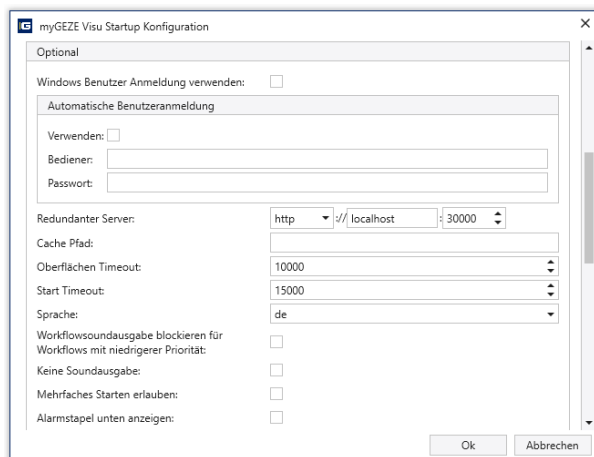 G myGEZE Visu Startup Konfiguration
Optional
Windows Benutzer Anmeldung verwenden:
Automatische Benutzeranmeldung
Verwenden:
Bediener:
Passwort:
Redundanter Server: http :// localhost : 30000
Cache Pfad:
Oberflächen Timeout: 10000
Start Timeout: 15000
Sprache: de
Workflowsoundausgabe blockieren für
Workflows mit niedrigerer Priorität:
Keine Soundausgabe:
Mehrfaches Starten erlauben:
Alarmstapel unten anzeigen:
Ok Abbrechen